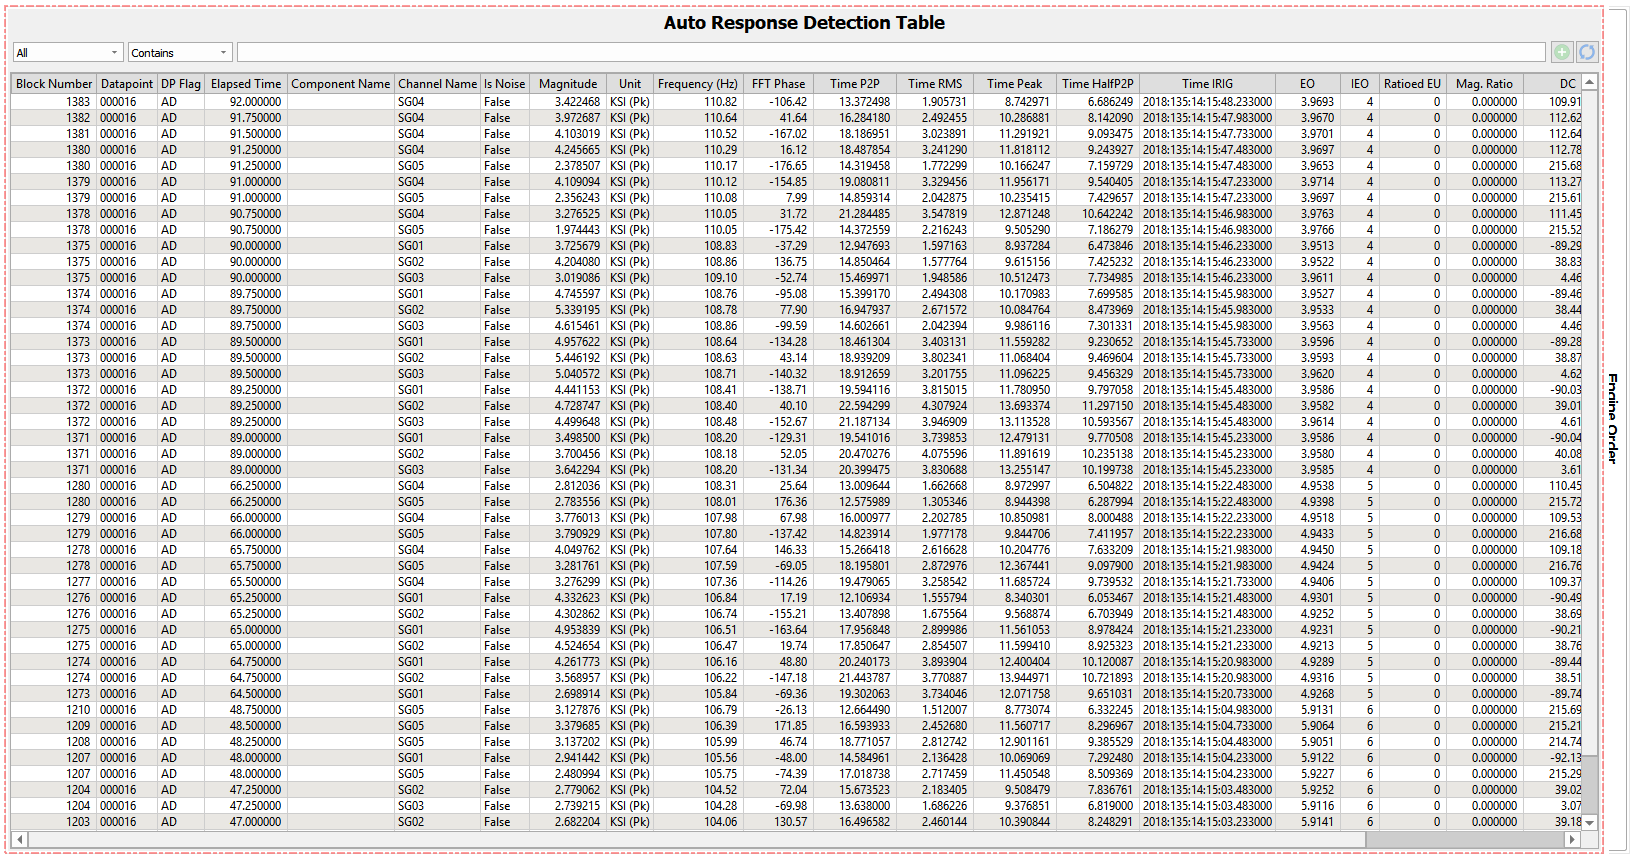 Auto Response Detection Table
All Contains
Block Number Datapoint DP Flag Elapsed Time Component Name Channel Name Is Noise Magnitude Unit Frequency (Hz) FFT Phase Time P2P Time RMS Time Peak Time HalfP2P Time IRIG EO IEO Ratioed EU Mag. Ratio DC
1383 000016 AD 92.000000 SG04 False 3.422468 KSI (Pk) 110.82 -106.42 13.372498 1.905731 8.742971 6.686249 2018:135:14:15:48.233000 3.9693 4 0 0.000000 109.91
1382 000016 AD 91.750000 SG04 False 3.972687 KSI (Pk) 110.64 41.64 16.284180 2.492455 10.286881 8.142090 2018:135:14:15:47.983000 3.9670 4 0 0.000000 112.62
1381 000016 AD 91.500000 SG04 False 4.103019 KSI (Pk) 110.52 -167.02 18.186951 3.023891 11.291921 9.093475 2018:135:14:15:47.733000 3.9701 4 0 0.000000 112.64
1380 000016 AD 91.250000 SG04 False 4.245665 KSI (Pk) 110.29 16.12 18.487854 3.241290 11.818112 9.243927 2018:135:14:15:47.483000 3.9697 4 0 0.000000 112.78
1380 000016 AD 91.250000 SG05 False 2.378507 KSI (Pk) 110.17 -176.65 14.319458 1.772299 10.166247 7.159729 2018:135:14:15:47.483000 3.9653 4 0 0.000000 215.68
1379 000016 AD 91.000000 SG04 False 4.109094 KSI (Pk) 110.12 -154.85 19.080811 3.329456 11.956171 9.540405 2018:135:14:15:47.233000 3.9714 4 0 0.000000 113.27
1379 000016 AD 91.000000 SG05 False 2.356243 KSI (Pk) 110.08 7.99 14.859314 2.042875 10.235415 7.429657 2018:135:14:15:47.233000 3.9697 4 0 0.000000 215.61
1378 000016 AD 90.750000 SG04 False 3.276525 KSI (Pk) 110.05 31.72 21.284485 3.547819 12.871248 10.642242 2018:135:14:15:46.983000 3.9763 4 0 0.000000 111.45
1378 000016 AD 90.750000 SG05 False 1.974443 KSI (Pk) 110.05 -175.42 14.372559 2.216243 9.505290 7.186279 2018:135:14:15:46.983000 3.9766 4 0 0.000000 215.52
1375 000016 AD 90.000000 SG01 False 3.725679 KSI (Pk) 108.83 -37.29 12.947693 1.597163 8.937284 6.473846 2018:135:14:15:46.233000 3.9513 4 0 0.000000 -89.29
1375 000016 AD 90.000000 SG02 False 4.204080 KSI (Pk) 108.86 136.75 14.850464 1.577764 9.615156 7.425232 2018:135:14:15:46.233000 3.9522 4 0 0.000000 38.83
1375 000016 AD 90.000000 SG03 False 3.019086 KSI (Pk) 109.10 -52.74 15.469971 1.948586 10.512473 7.734985 2018:135:14:15:46.233000 3.9611 4 0 0.000000 4.46
1374 000016 AD 89.750000 SG01 False 4.745597 KSI (Pk) 108.76 -95.08 15.399170 2.494308 10.170983 7.699585 2018:135:14:15:45.983000 3.9527 4 0 0.000000 -89.46
1374 000016 AD 89.750000 SG02 False 5.339195 KSI (Pk) 108.78 77.90 16.947937 2.671572 10.084764 8.473969 2018:135:14:15:45.983000 3.9533 4 0 0.000000 38.44
1374 000016 AD 89.750000 SG03 False 4.615461 KSI (Pk) 108.86 -99.59 14.602661 2.042394 9.986116 7.301331 2018:135:14:15:45.983000 3.9563 4 0 0.000000 4.46
1373 000016 AD 89.500000 SG01 False 4.957622 KSI (Pk) 108.64 -134.28 18.461304 3.403131 11.559282 9.230652 2018:135:14:15:45.733000 3.9596 4 0 0.000000 -89.28
1373 000016 AD 89.500000 SG02 False 5.446192 KSI (Pk) 108.63 43.14 18.939209 3.802341 11.068404 9.469604 2018:135:14:15:45.733000 3.9593 4 0 0.000000 38.87
1373 000016 AD 89.500000 SG03 False 5.040572 KSI (Pk) 108.71 -140.32 18.912659 3.201755 11.096225 9.456329 2018:135:14:15:45.733000 3.9620 4 0 0.000000 4.62
1372 000016 AD 89.250000 SG01 False 4.441153 KSI (Pk) 108.41 -138.71 19.594116 3.815015 11.780950 9.797058 2018:135:14:15:45.483000 3.9586 4 0 0.000000 -90.03
1372 000016 AD 89.250000 SG02 False 4.728747 KSI (Pk) 108.40 40.10 22.594299 4.307924 13.693374 11.297150 2018:135:14:15:45.483000 3.9582 4 0 0.000000 39.01
1372 000016 AD 89.250000 SG03 False 4.499648 KSI (Pk) 108.48 -152.67 21.187134 3.946909 13.113528 10.593567 2018:135:14:15:45.483000 3.9614 4 0 0.000000 4.61
1371 000016 AD 89.000000 SG01 False 3.498500 KSI (Pk) 108.20 -129.31 19.541016 3.739853 12.479131 9.770508 2018:135:14:15:45.233000 3.9586 4 0 0.000000 -90.04
1371 000016 AD 89.000000 SG02 False 3.700456 KSI (Pk) 108.18 52.05 20.470276 4.075596 11.891619 10.235138 2018:135:14:15:45.233000 3.9580 4 0 0.000000 40.08
1371 000016 AD 89.000000 SG03 False 3.642294 KSI (Pk) 108.20 -131.34 20.399475 3.830688 13.255147 10.199738 2018:135:14:15:45.233000 3.9585 4 0 0.000000 3.61
1280 000016 AD 66.250000 SG04 False 2.812036 KSI (Pk) 108.31 25.64 13.009644 1.662668 8.972997 6.504822 2018:135:14:15:22.483000 4.9538 5 0 0.000000 110.45
1280 000016 AD 66.250000 SG05 False 2.783556 KSI (Pk) 108.01 176.36 12.575989 1.305346 8.944398 6.287994 2018:135:14:15:22.483000 4.9398 5 0 0.000000 215.72
1279 000016 AD 66.000000 SG04 False 3.776013 KSI (Pk) 107.98 67.98 16.000977 2.202785 10.850981 8.000488 2018:135:14:15:22.233000 4.9518 5 0 0.000000 109.53
1279 000016 AD 66.000000 SG05 False 3.790929 KSI (Pk) 107.80 -137.42 14.823914 1.977178 9.844706 7.411957 2018:135:14:15:22.233000 4.9433 5 0 0.000000 216.68
1278 000016 AD 65.750000 SG04 False 4.049762 KSI (Pk) 107.64 146.33 15.266418 2.616628 10.204776 7.633209 2018:135:14:15:21.983000 4.9450 5 0 0.000000 109.18
1278 000016 AD 65.750000 SG05 False 3.281761 KSI (Pk) 107.59 -69.05 18.195801 2.872976 12.367441 9.097900 2018:135:14:15:21.983000 4.9424 5 0 0.000000 216.76
1277 000016 AD 65.500000 SG04 False 3.276299 KSI (Pk) 107.36 -114.26 19.479065 3.258542 11.685724 9.739532 2018:135:14:15:21.733000 4.9406 5 0 0.000000 109.37
1276 000016 AD 65.250000 SG01 False 4.332623 KSI (Pk) 106.84 17.19 12.106934 1.555794 8.340301 6.053467 2018:135:14:15:21.483000 4.9301 5 0 0.000000 -90.49
1276 000016 AD 65.250000 SG02 False 4.302862 KSI (Pk) 106.74 -155.21 13.407898 1.675564 9.568874 6.703949 2018:135:14:15:21.483000 4.9252 5 0 0.000000 38.69
1275 000016 AD 65.000000 SG01 False 4.953839 KSI (Pk) 106.51 -163.64 17.956848 2.899986 11.561053 8.978424 2018:135:14:15:21.233000 4.9231 5 0 0.000000 -90.21
1275 000016 AD 65.000000 SG02 False 4.524654 KSI (Pk) 106.47 19.74 17.850647 2.854507 11.599410 8.925323 2018:135:14:15:21.233000 4.9213 5 0 0.000000 38.76
1274 000016 AD 64.750000 SG01 False 4.261773 KSI (Pk) 106.16 48.80 20.240173 3.893904 12.400404 10.120087 2018:135:14:15:20.983000 4.9289 5 0 0.000000 -89.44
1274 000016 AD 64.750000 SG02 False 3.568957 KSI (Pk) 106.22 -147.18 21.443787 3.770887 13.944971 10.721893 2018:135:14:15:20.983000 4.9316 5 0 0.000000 38.51
1273 000016 AD 64.500000 SG01 False 2.698914 KSI (Pk) 105.84 -69.36 19.302063 3.734046 12.071758 9.651031 2018:135:14:15:20.733000 4.9268 5 0 0.000000 -89.74
1210 000016 AD 48.750000 SG05 False 3.127876 KSI (Pk) 106.79 -26.13 12.664490 1.512007 8.773074 6.332245 2018:135:14:15:04.983000 5.9131 6 0 0.000000 215.69
1209 000016 AD 48.500000 SG05 False 3.379685 KSI (Pk) 106.39 171.85 16.593933 2.452680 11.560717 8.296967 2018:135:14:15:04.733000 5.9064 6 0 0.000000 215.21
1208 000016 AD 48.250000 SG05 False 3.137202 KSI (Pk) 105.99 46.74 18.771057 2.812742 12.901161 9.385529 2018:135:14:15:04.483000 5.9051 6 0 0.000000 214.74
1207 000016 AD 48.000000 SG01 False 2.941442 KSI (Pk) 105.56 -48.00 14.584961 2.136428 10.069069 7.292480 2018:135:14:15:04.233000 5.9122 6 0 0.000000 -92.13
1207 000016 AD 48.000000 SG05 False 2.480994 KSI (Pk) 105.75 -74.39 17.018738 2.717459 11.450548 8.509369 2018:135:14:15:04.233000 5.9227 6 0 0.000000 215.29
1204 000016 AD 47.250000 SG02 False 2.779062 KSI (Pk) 104.52 72.04 15.673523 2.183405 9.508479 7.836761 2018:135:14:15:03.483000 5.9252 6 0 0.000000 39.02
1204 000016 AD 47.250000 SG03 False 2.739215 KSI (Pk) 104.28 -69.98 13.638000 1.686226 9.376851 6.819000 2018:135:14:15:03.483000 5.9116 6 0 0.000000 3.07
1203 000016 AD 47.000000 SG02 False 2.682204 KSI (Pk) 104.06 130.57 16.496582 2.460144 10.390844 8.248291 2018:135:14:15:03.233000 5.9141 6 0 0.000000 39.18
Engine Order